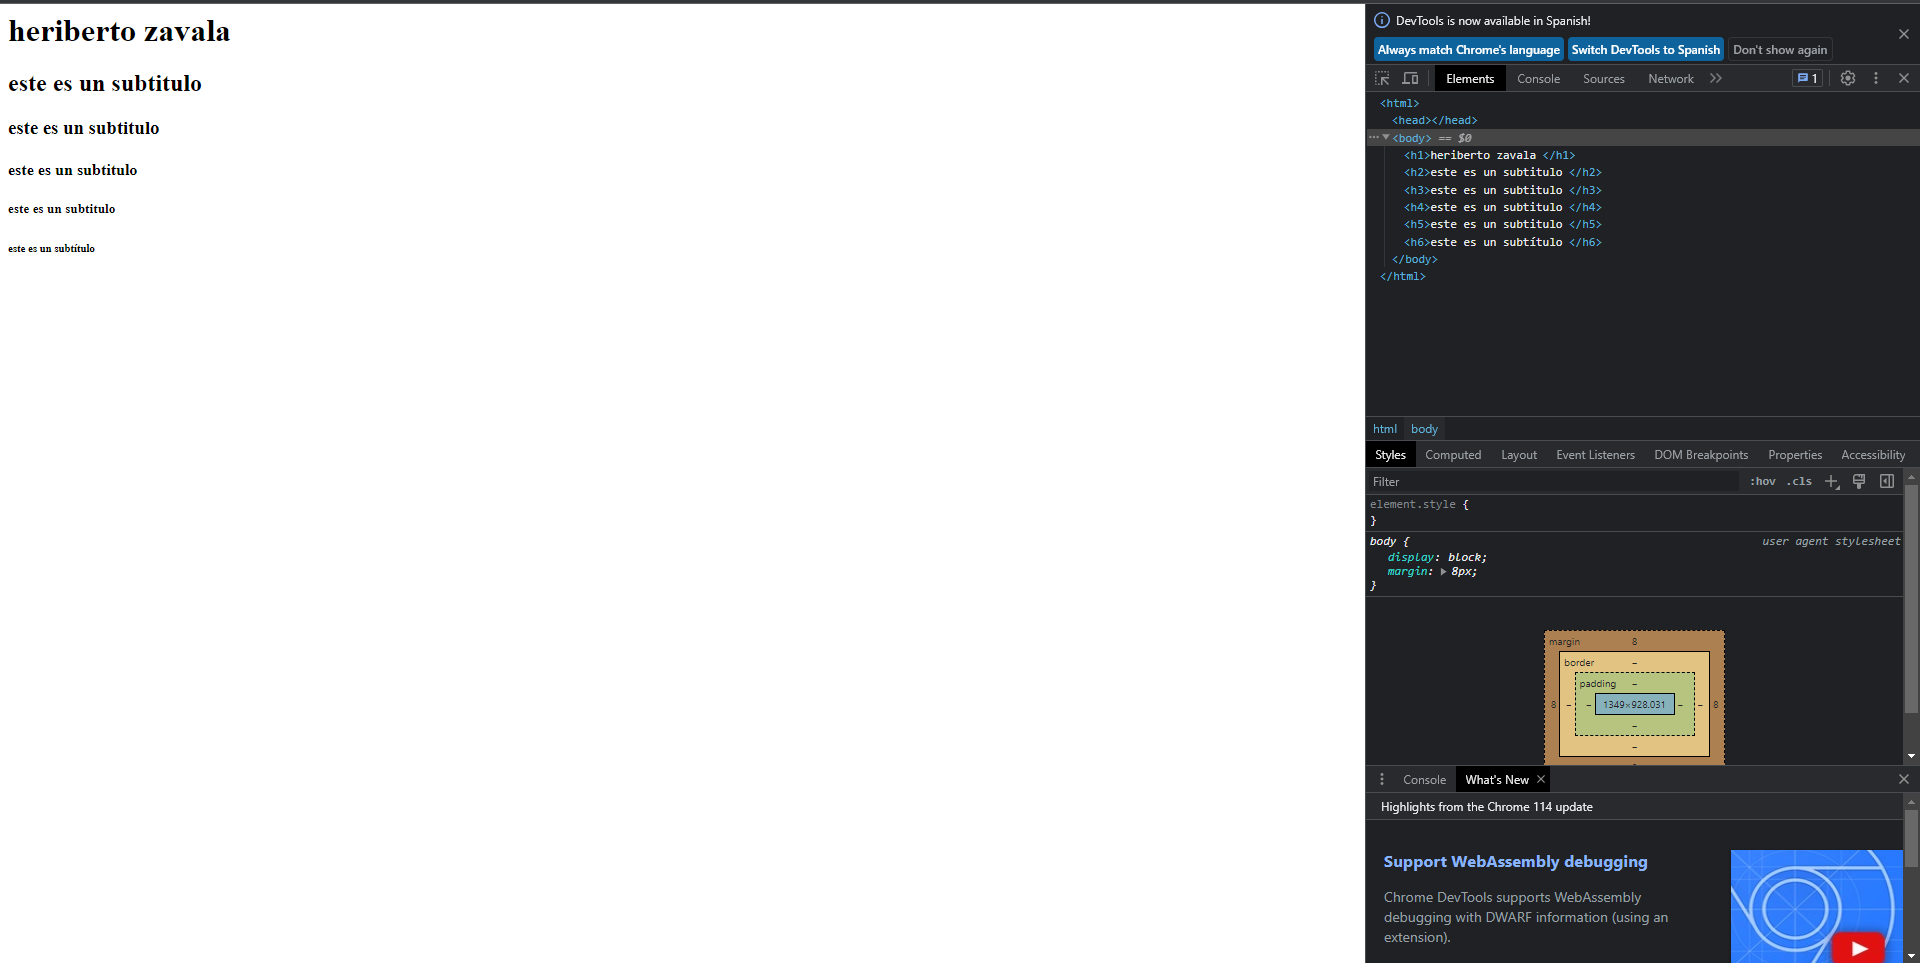 heriberto zavala
este es un subtitulo
este es un subtitulo
este es un subtitulo
este es un subtitulo
este es un subtítulo
DevTools is now available in Spanish!
Always match Chrome's language Switch DevTools to Spanish Don't show again
Elements Console Sources Network 1
<html>
<head></head>
<body> == $0
<h1>heriberto zavala </h1>
<h2>este es un subtitulo </h2>
<h3>este es un subtitulo </h3>
<h4>este es un subtitulo </h4>
<h5>este es un subtitulo </h5>
<h6>este es un subtítulo </h6>
</body>
</html>
html body
Styles Computed Layout Event Listeners DOM Breakpoints Properties Accessibility
Filter :hov .cls
element.style {
}
body { user agent stylesheet
display: block;
margin: 8px;
}
margin 8
border –
padding –
8 – – 1349×928.031 – – 8
–
–
Console What's New
Highlights from the Chrome 114 update
Support WebAssembly debugging
Chrome DevTools supports WebAssembly
debugging with DWARF information (using an
extension).